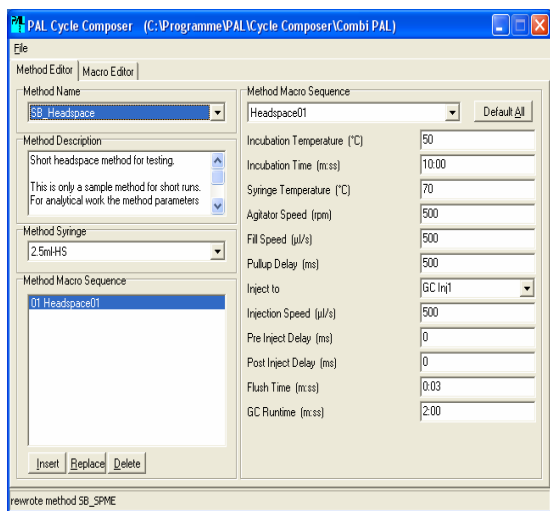 PAL PAL Cycle Composer (C:\Programme\PAL\Cycle Composer\Combi PAL)
File
Method Editor Macro Editor
Method Name
SB_Headspace
Method Description
Short headspace method for testing.
This is only a sample method for short runs.
For analytical work the method parameters
Method Syringe
2.5ml-HS
Method Macro Sequence
01 Headspace01
Insert Replace Delete
Method Macro Sequence
Headspace01 Default All
Incubation Temperature (°C) 50
Incubation Time (m:ss) 10:00
Syringe Temperature (°C) 70
Agitator Speed (rpm) 500
Fill Speed (µl/s) 500
Pullup Delay (ms) 500
Inject to GC Inj1
Injection Speed (µl/s) 500
Pre Inject Delay (ms) 0
Post Inject Delay (ms) 0
Flush Time (m:ss) 0:03
GC Runtime (m:ss) 2:00
rewrote method SB_SPME